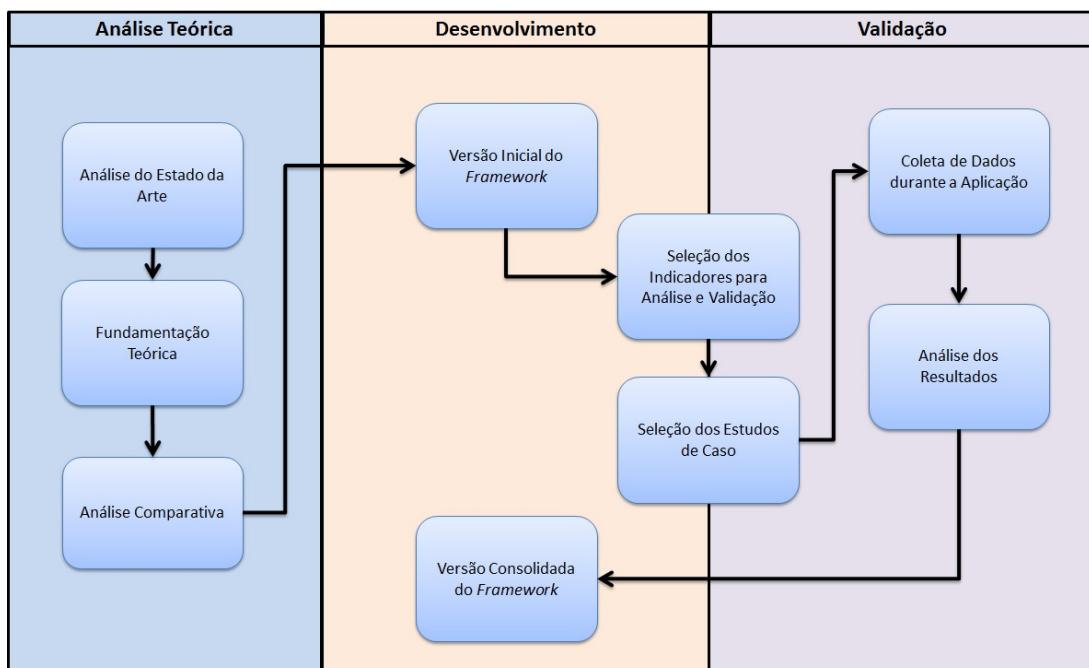 Análise Teórica
Desenvolvimento
Validação
Análise do Estado da
Arte
Fundamentação
Teórica
Análise Comparativa
Versão Inicial do
Framework
Seleção dos
Indicadores para
Análise e Validação
Seleção dos Estudos
de Caso
Coleta de Dados
durante a Aplicação
Análise dos
Resultados
Versão Consolidada
do Framework